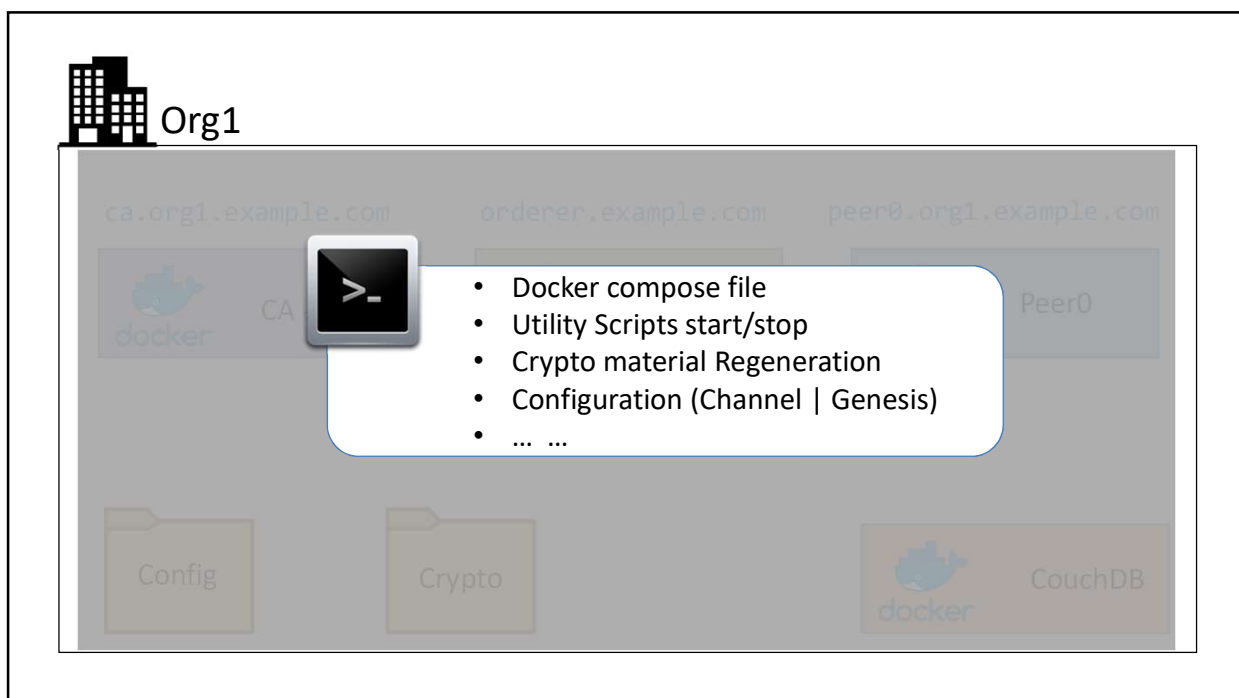 Org1
ca.org1.example.com
orderer.example.com
peer0.org1.example.com
docker
CA
>_
• Docker compose file
• Utility Scripts start/stop
• Crypto material Regeneration
• Configuration (Channel | Genesis)
• ... ...
Peer0
Config
Crypto
docker
CouchDB